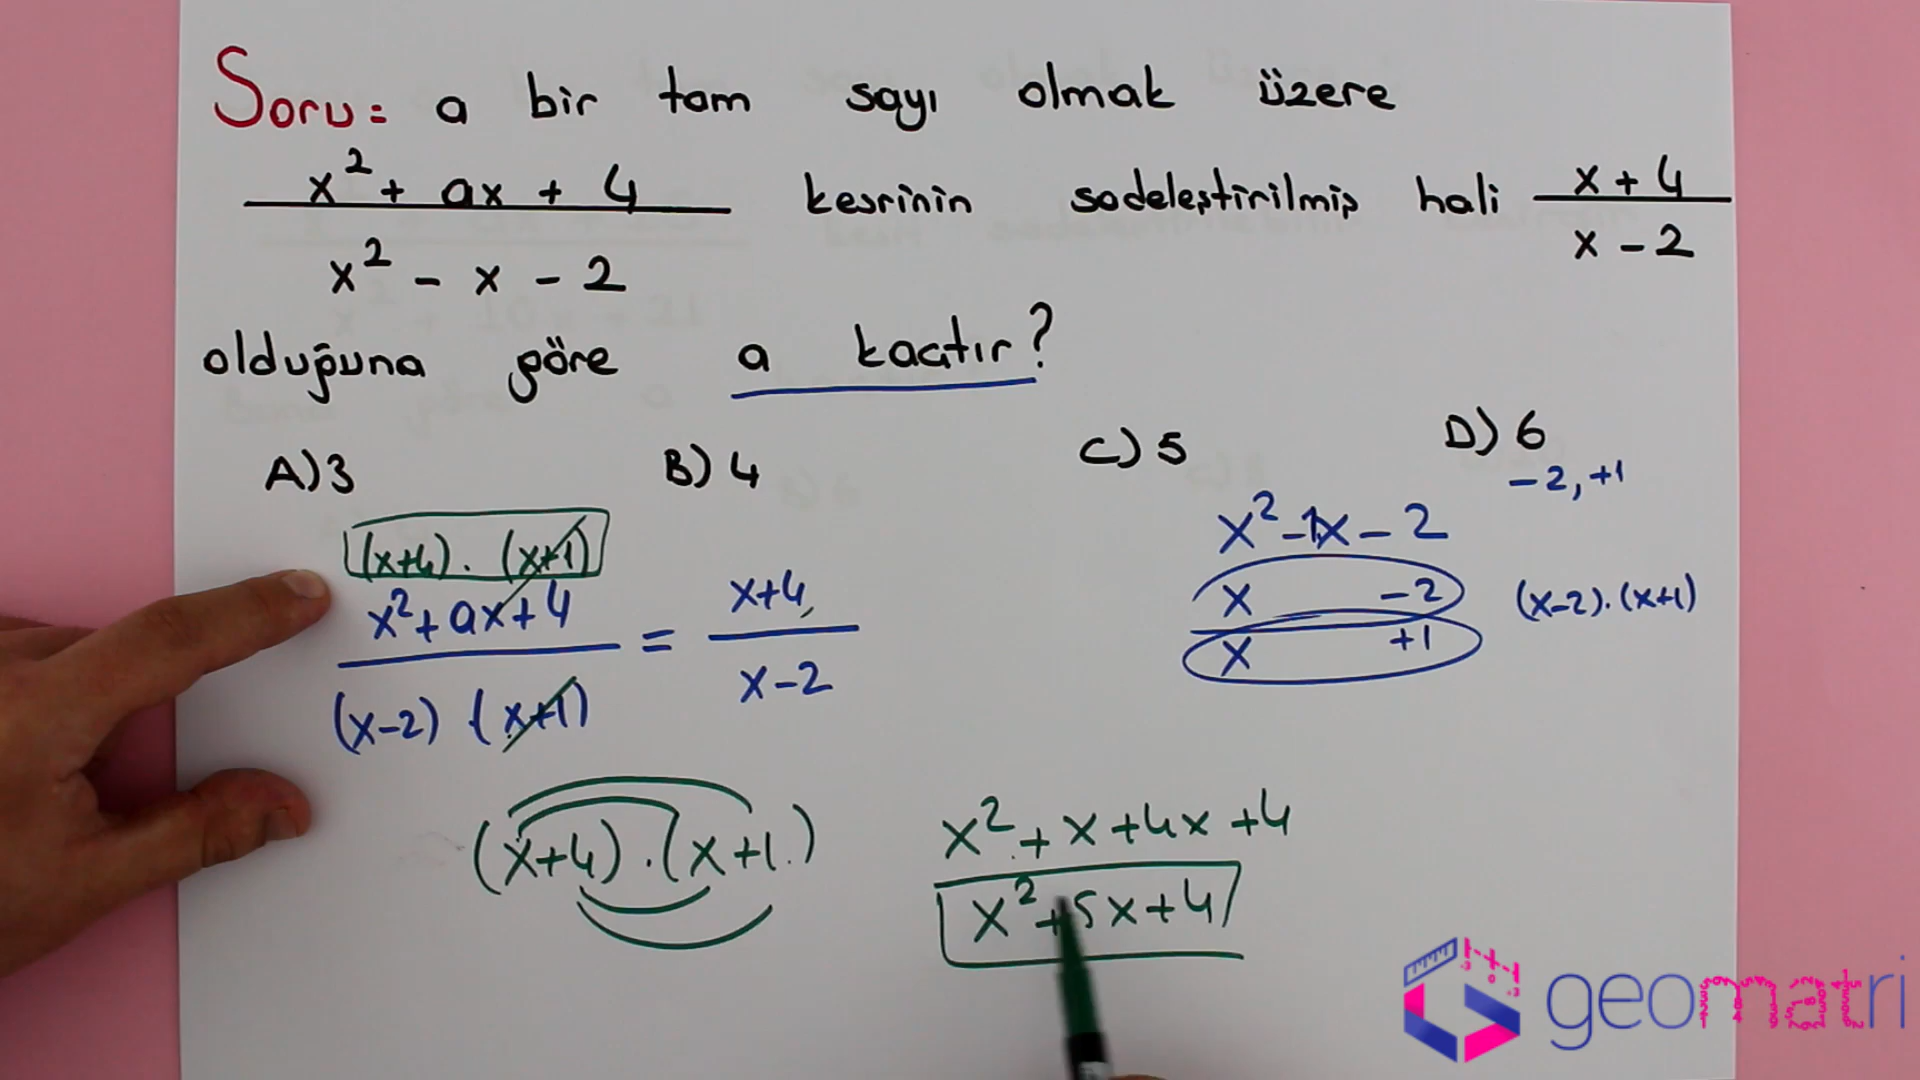 Soru: a bir tam sayı olmak üzere
x² + ax + 4 / x² - x - 2 kesrinin sadeleştirilmiş hali x + 4 / x - 2
olduğuna göre a kaçtır?
A) 3 B) 4 C) 5 D) 6
-2, +1
x² - 1x - 2
x -2
x +1
(x-2).(x+1)
(x+4).(x+1)
x² + ax + 4 / (x-2).(x+1) = x+4 / x-2
(x+4).(x+1)
x² + x + 4x + 4
x² + 5x + 4
geomatri